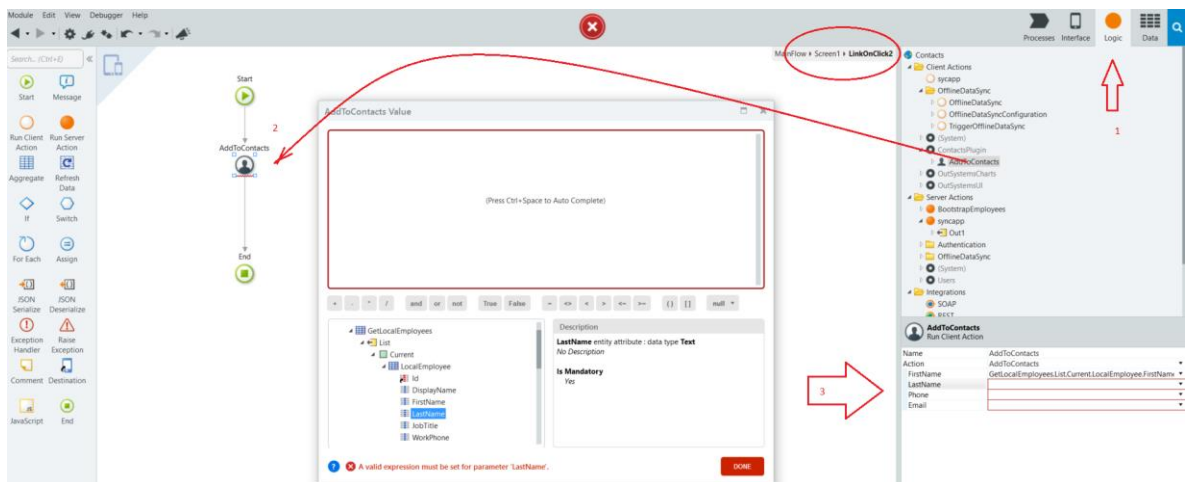 Module Edit View Debugger Help
Processes Interface Logic Data
Search... (Ctrl+E)
Start Message
Run Client Action Run Server Action
Aggregate Refresh Data
If Switch
For Each Assign
JSON Serialize JSON Deserialize
Exception Handler Raise Exception
Comment Destination
JavaScript End
Start
2
AddToContacts
End
MainFlow Screen1 LinkOnClick2
AddToContacts Value
(Press Ctrl+Space to Auto Complete)
+ - * / and or not True False = <> < > <= >= ( ) [ ] null
GetLocalEmployees
List
Current
LocalEmployee
Id
DisplayName
FirstName
LastName
JobTitle
WorkPhone
Description
LastName entity attribute : data type Text
No Description
Is Mandatory
Yes
A valid expression must be set for parameter 'LastName'.
DONE
Contacts
Client Actions
sycapp
OfflineDataSync
OfflineDataSync
OfflineDataSyncConfiguration
TriggerOfflineDataSync
(System)
ContactsPlugin
AddToContacts
OutSystemsCharts
OutSystemsUI
Server Actions
BootstrapEmployees
syncapp
Out1
Authentication
OfflineDataSync
(System)
Users
Integrations
SOAP
REST
1
3
AddToContacts
Run Client Action
Name AddToContacts
Action AddToContacts
FirstName GetLocalEmployees.List.Current.LocalEmployee.FirstName
LastName
Phone
Email